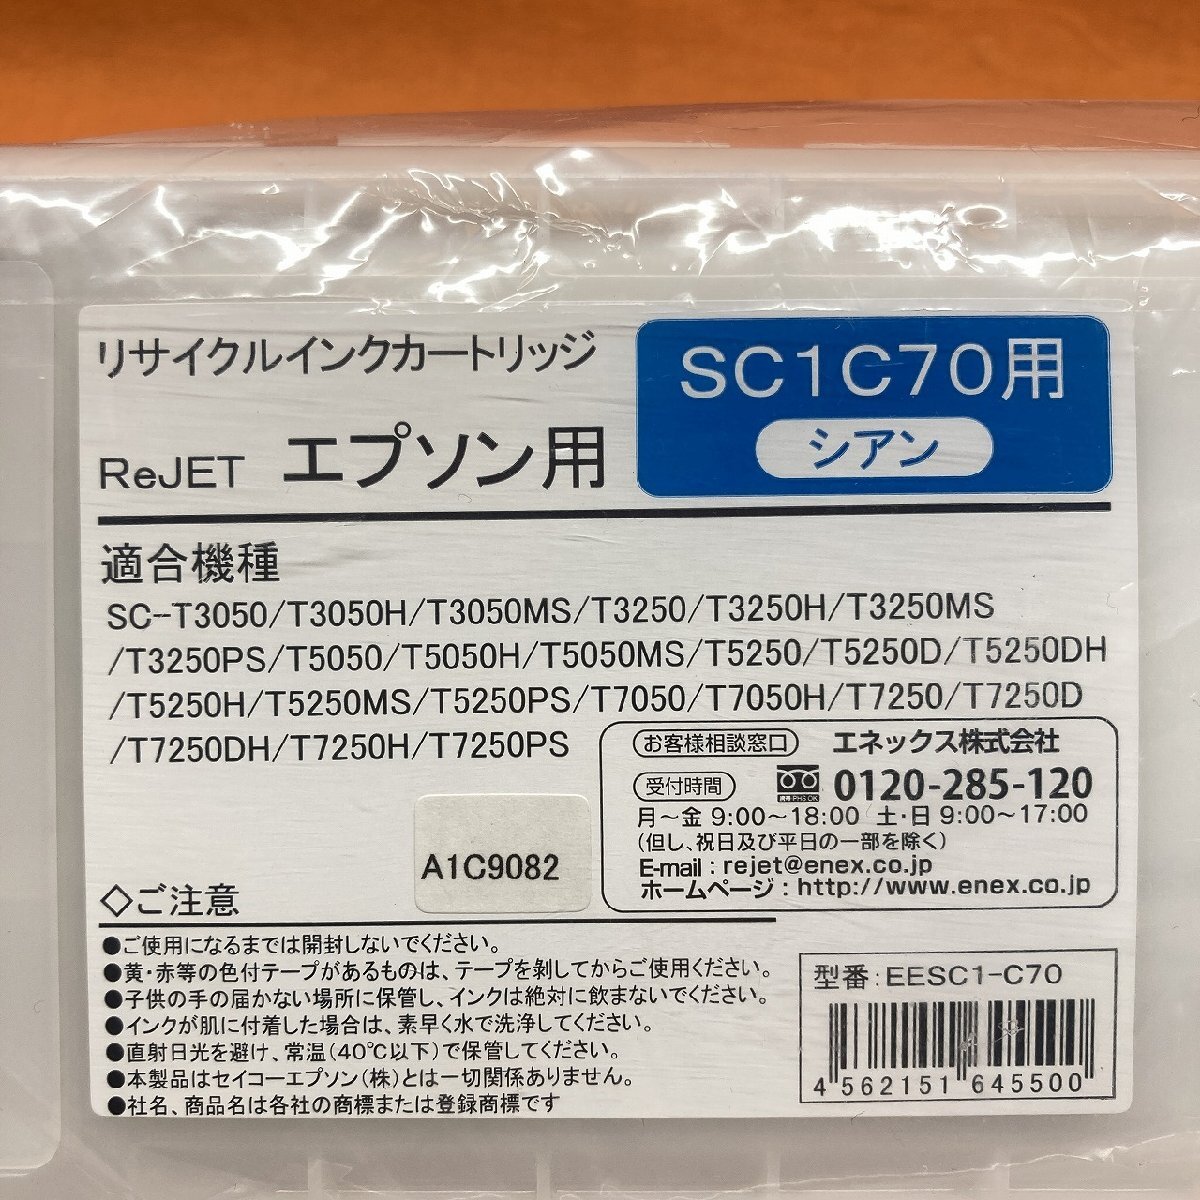 リサイクルインクカートリッジ
ReJET エプソン用
SC1C70用
シアン
適合機種
SC-T3050/T3050H/T3050MS/T3250/T3250H/T3250MS
/T3250PS/T5050/T5050H/T5050MS/T5250/T5250D/T5250DH
/T5250H/T5250MS/T5250PS/T7050/T7050H/T7250/T7250D
/T7250DH/T7250H/T7250PS
お客様相談窓口 エネックス株式会社
受付時間 携帯・PHS OK 0120-285-120
月～金 9:00～18:00 土・日 9:00～17:00
(但し、祝日及び平日の一部を除く)
E-mail : rejet@enex.co.jp
ホームページ : http://www.enex.co.jp
A1C9082
◇ご注意
●ご使用になるまでは開封しないでください。
●黄・赤等の色付テープがあるものは、テープを剥してからご使用ください。
●子供の手の届かない場所に保管し、インクは絶対に飲まないでください。
●インクが肌に付着した場合は、素早く水で洗浄してください。
●直射日光を避け、常温(40℃以下)で保管してください。
●本製品はセイコーエプソン(株)とは一切関係ありません。
●社名、商品名は各社の商標または登録商標です
型番:EESC1-C70
4 562151 645500